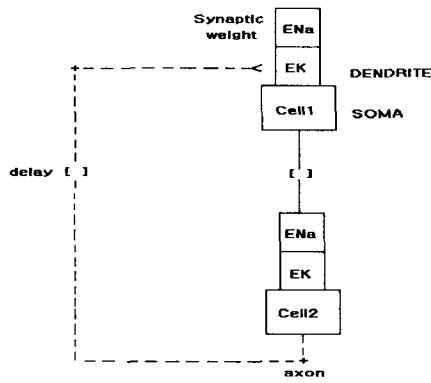 Synaptic
weight
ENa
EK
DENDRITE
Cell1
SOMA
delay [ ]
[ ]
ENa
EK
Cell2
axon